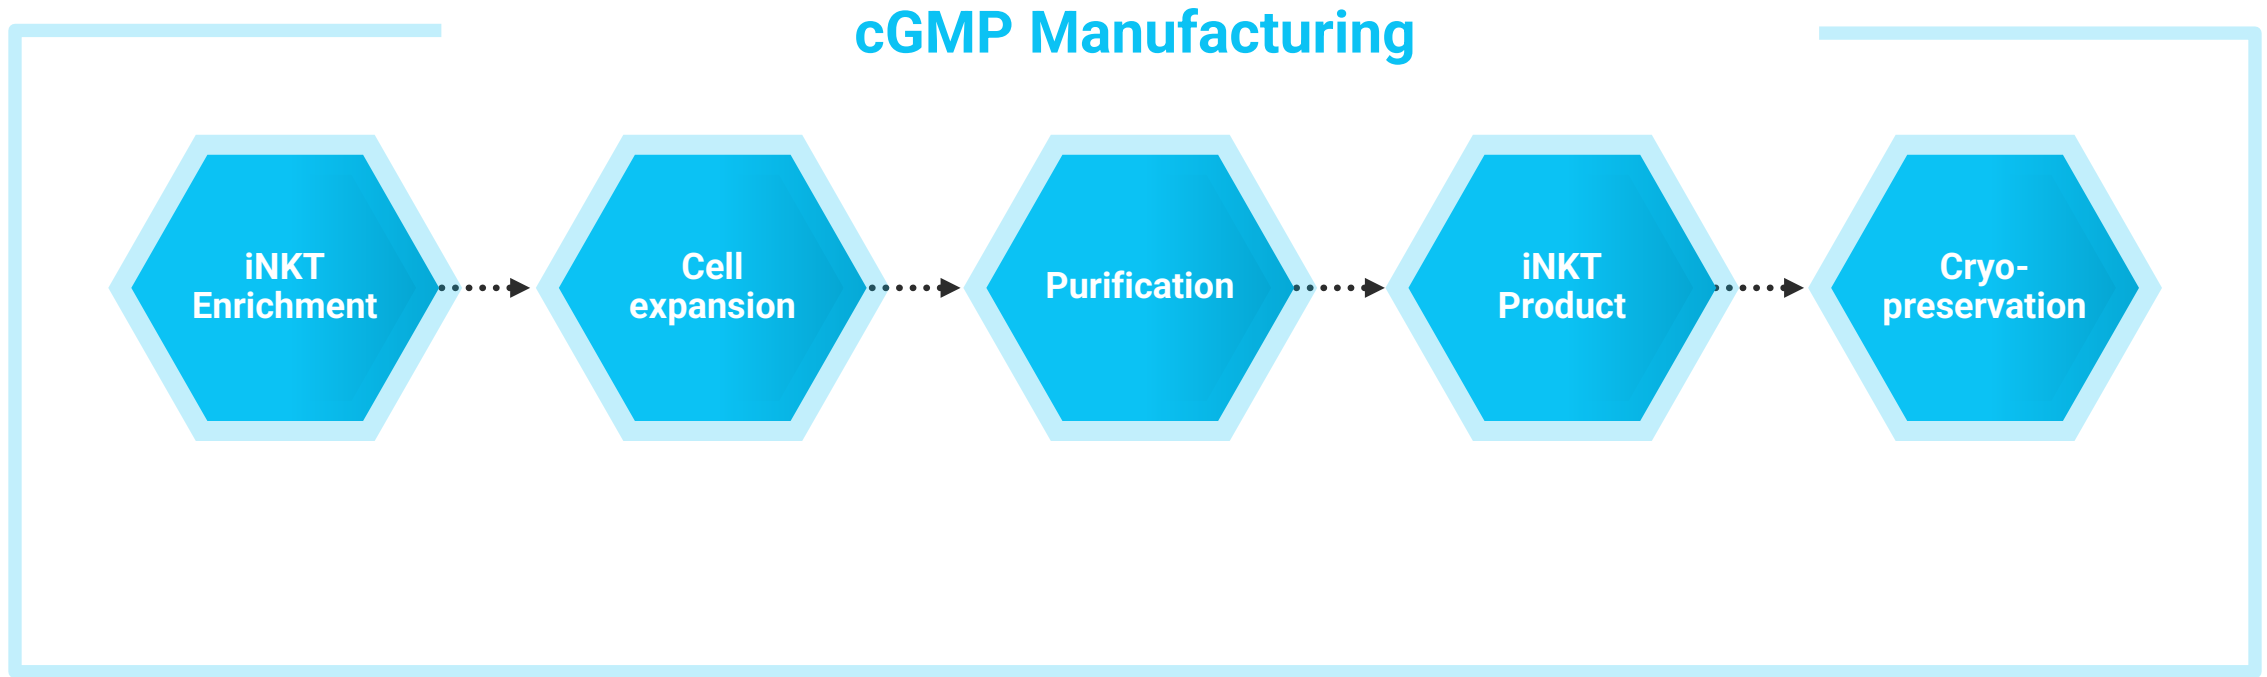 cGMP Manufacturing
iNKT
Enrichment
Cell
expansion
Purification
iNKT
Product
Cryo-
preservation